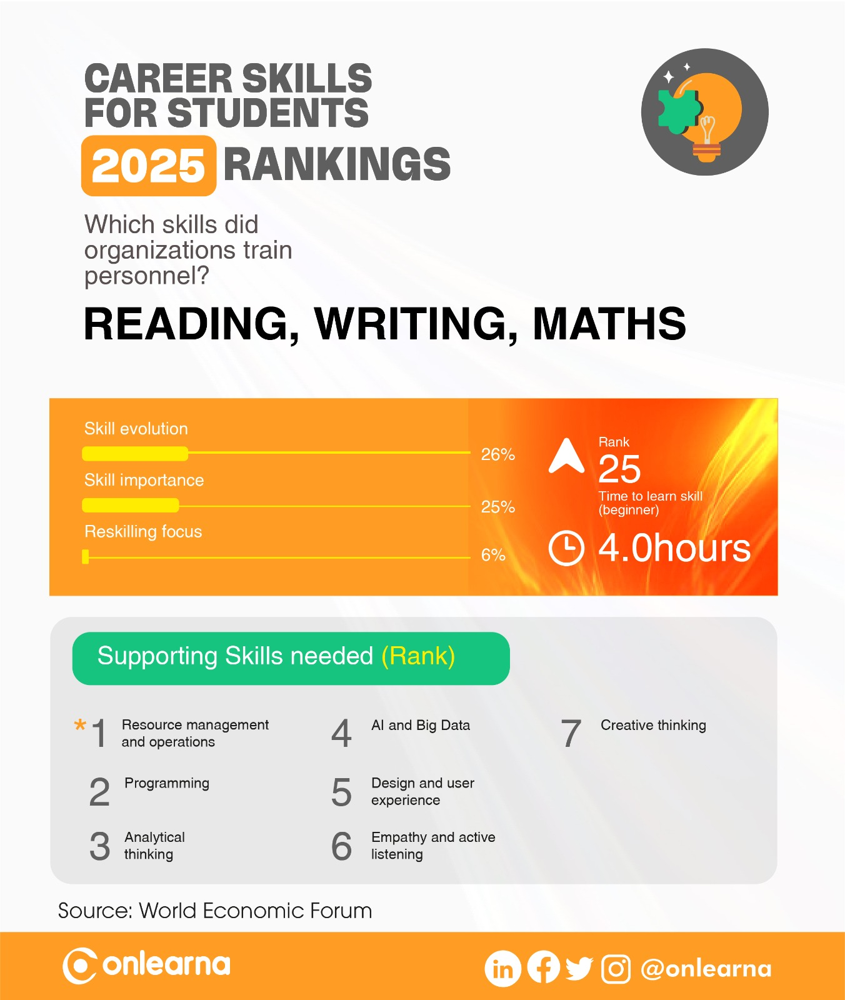 CAREER SKILLS
FOR STUDENTS
2025 RANKINGS
Which skills did
organizations train
personnel?
READING, WRITING, MATHS
Skill evolution
26%
Skill importance
25%
Reskilling focus
6%
Rank
25
Time to learn skill
(beginner)
4.0hours
Supporting Skills needed (Rank)
*1 Resource management
and operations
2 Programming
3 Analytical
thinking
4 AI and Big Data
5 Design and user
experience
6 Empathy and active
listening
7 Creative thinking
Source: World Economic Forum
onlearna
in @onlearna